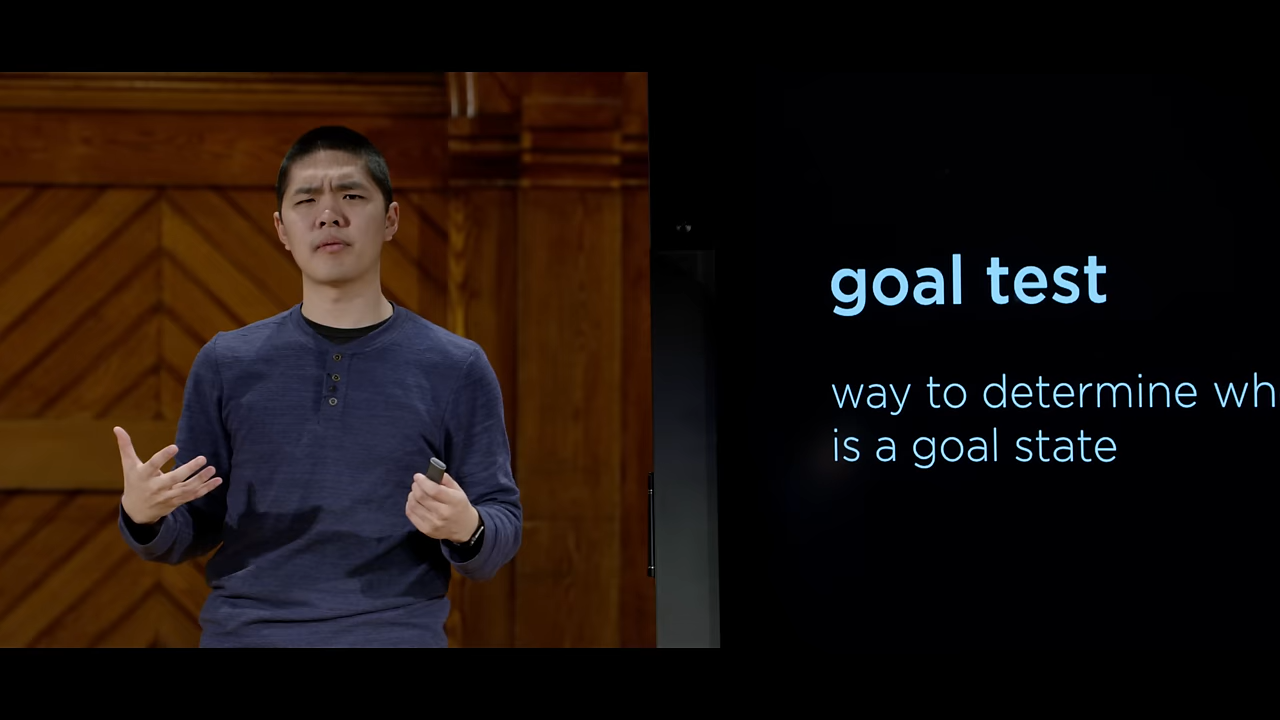 goal test
way to determine wh
is a goal state